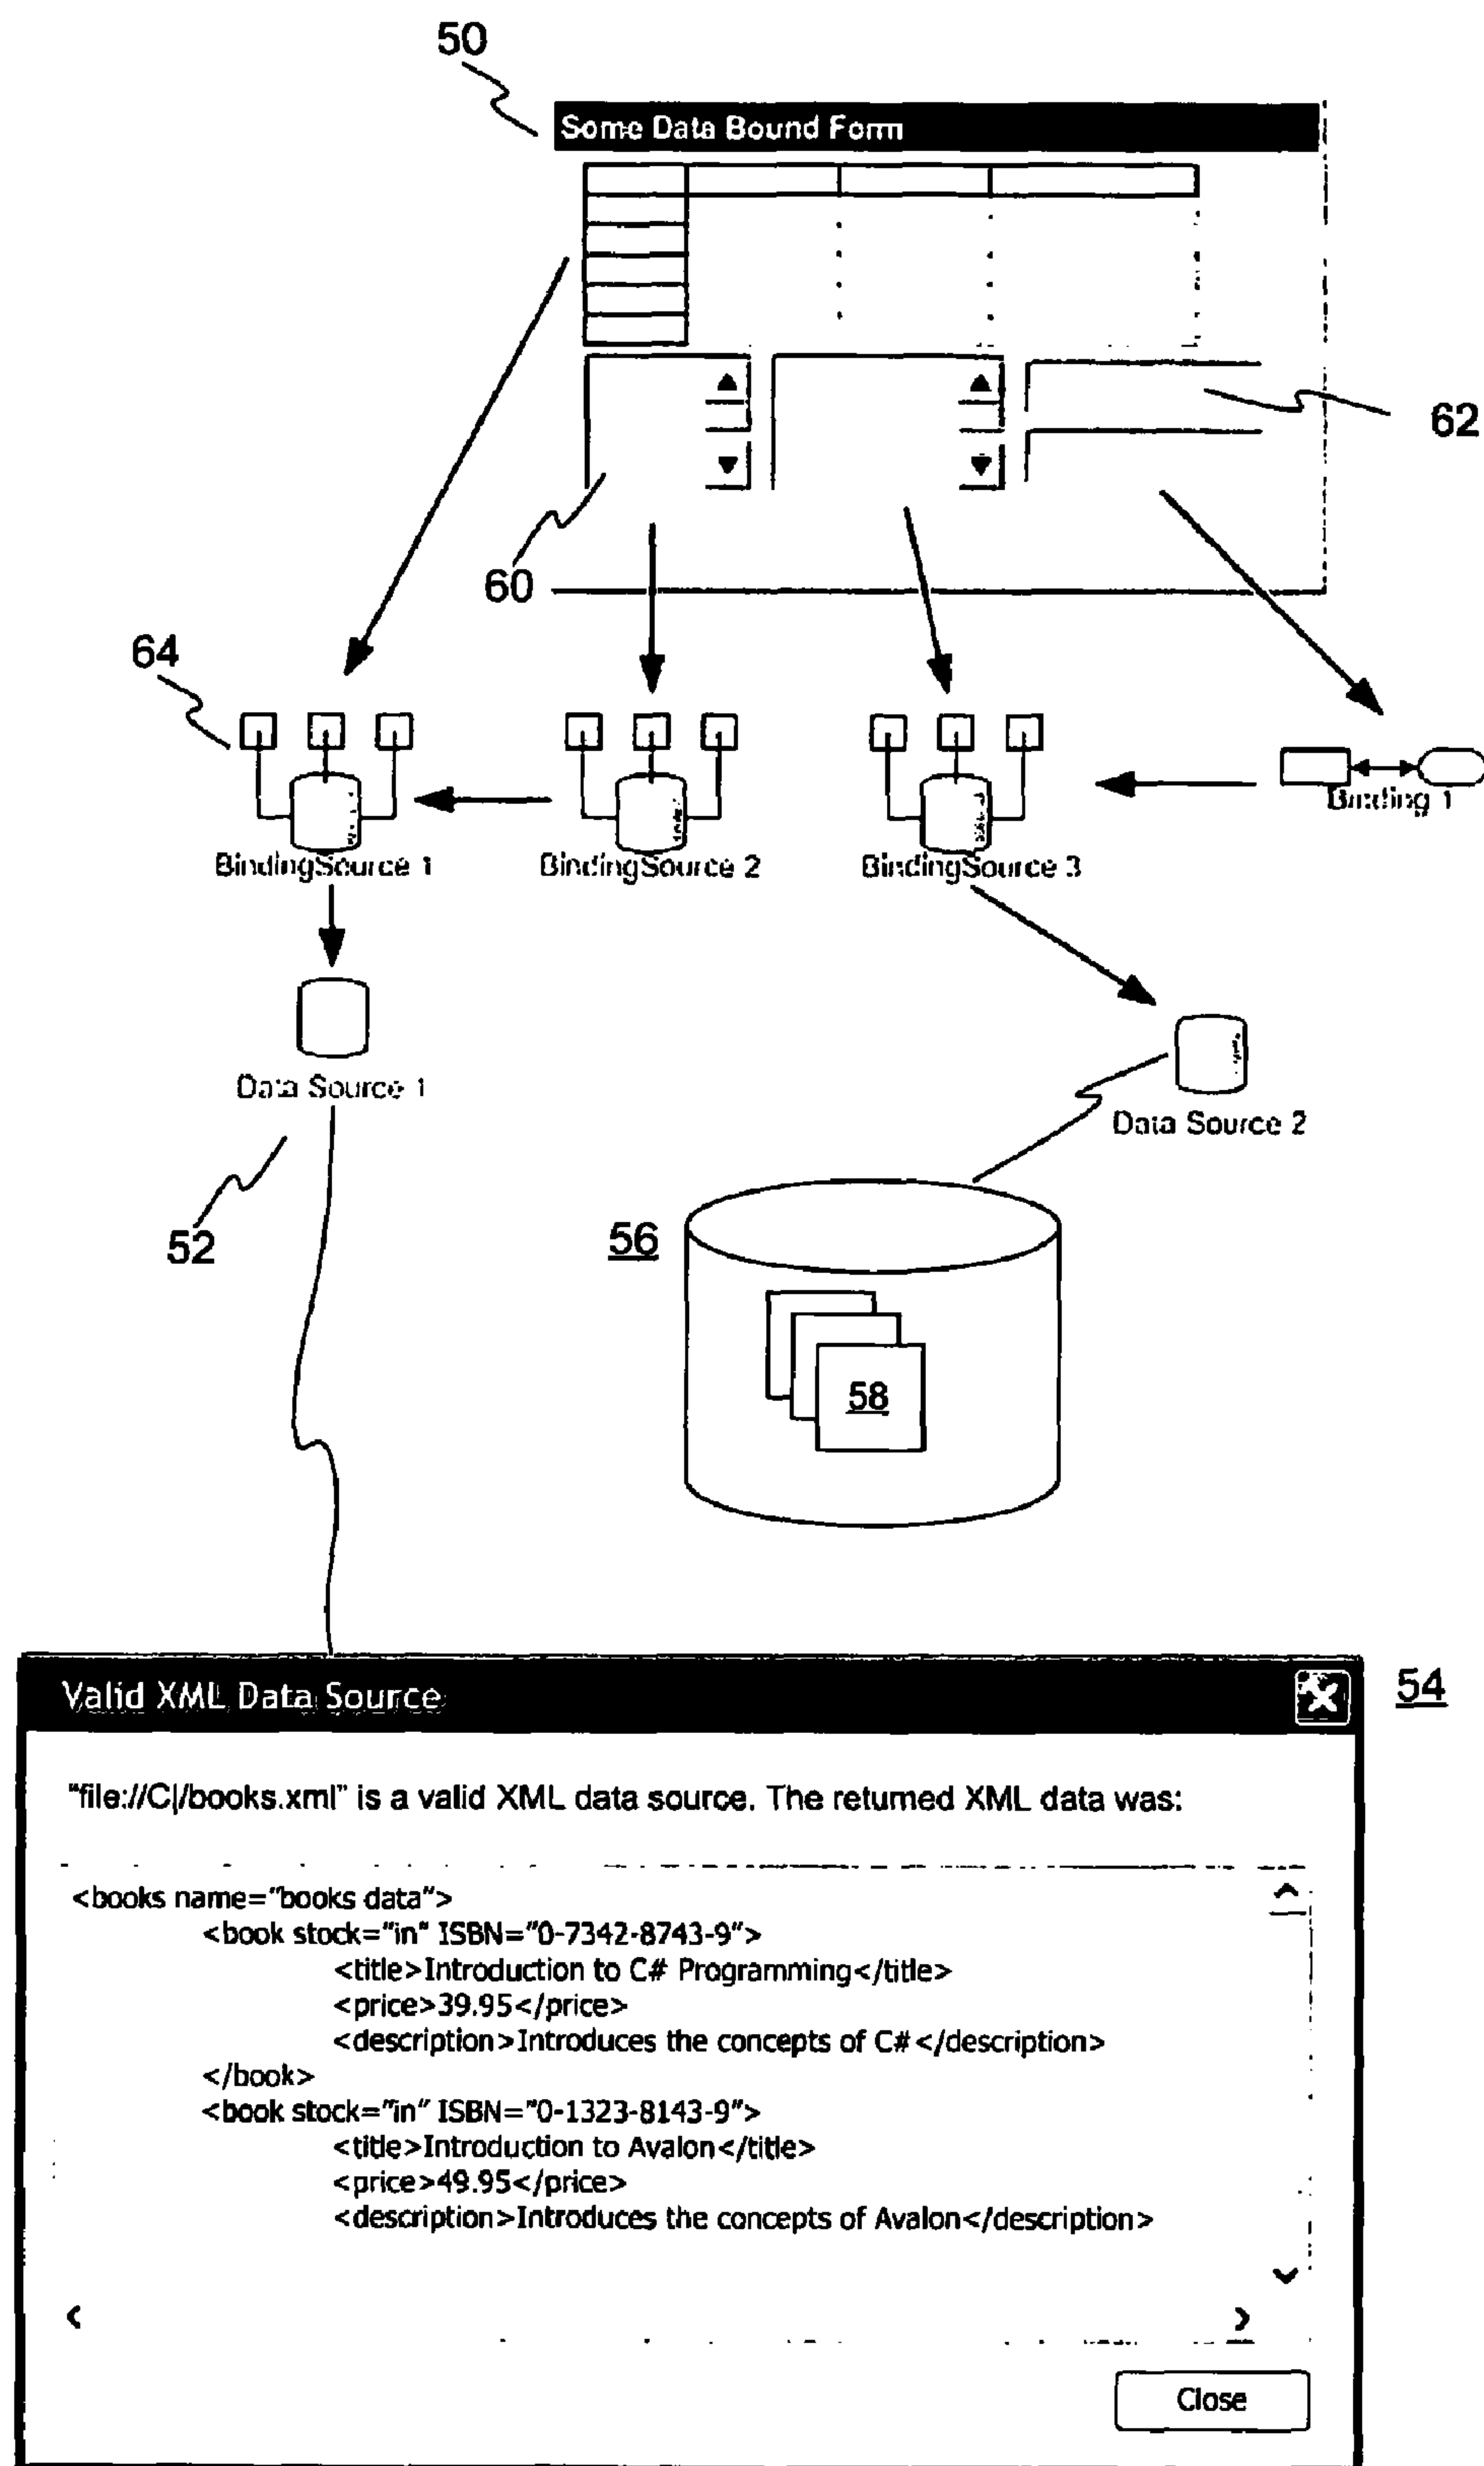 50
Some Data Bound Form
62
60
64
Binding 1
BindingSource 1
BindingSource 2
BindingSource 3
Data Source 1
Data Source 2
52
56
58
Valid XML Data Source
54
"file://C|/books.xml" is a valid XML data source. The returned XML data was:
<books name="books data">
<book stock="in" ISBN="0-7342-8743-9">
<title>Introduction to C# Programming</title>
<price>39.95</price>
<description>Introduces the concepts of C#</description>
</book>
<book stock="in" ISBN="0-1323-8143-9">
<title>Introduction to Avalon</title>
<price>49.95</price>
<description>Introduces the concepts of Avalon</description>
Close